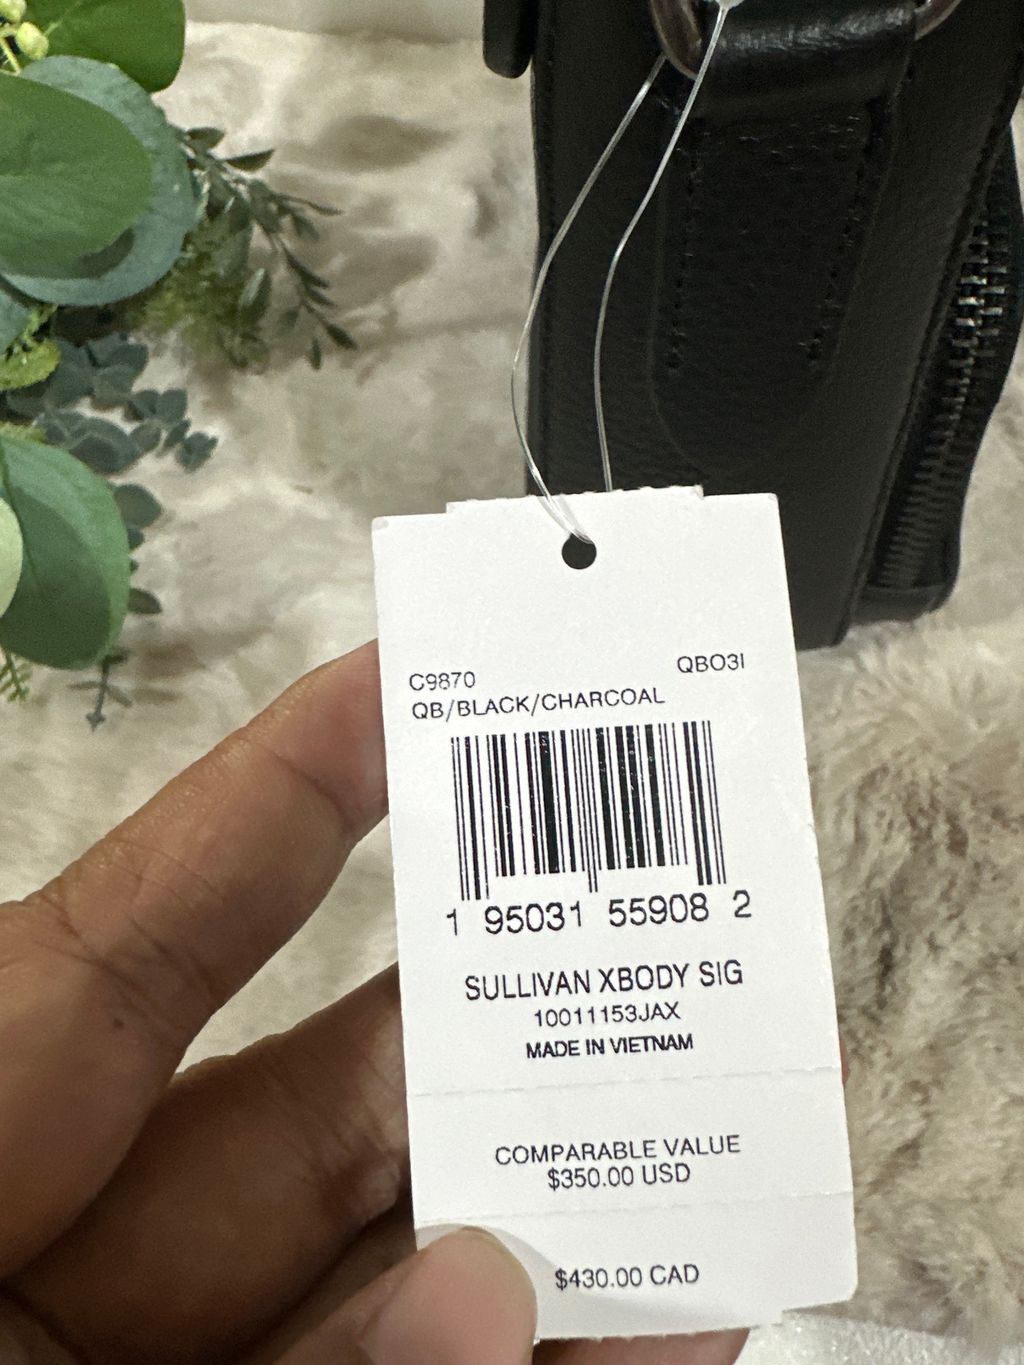 C9870 QBO3I
QB/BLACK/CHARCOAL
1 95031 55908 2
SULLIVAN XBODY SIG
10011153JAX
MADE IN VIETNAM
COMPARABLE VALUE
$350.00 USD
$430.00 CAD